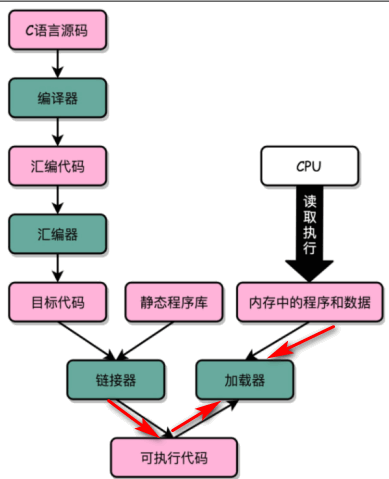 C语言源码
编译器
汇编代码
CPU
读取执行
汇编器
目标代码
静态程序库
内存中的程序和数据
链接器
加载器
可执行代码